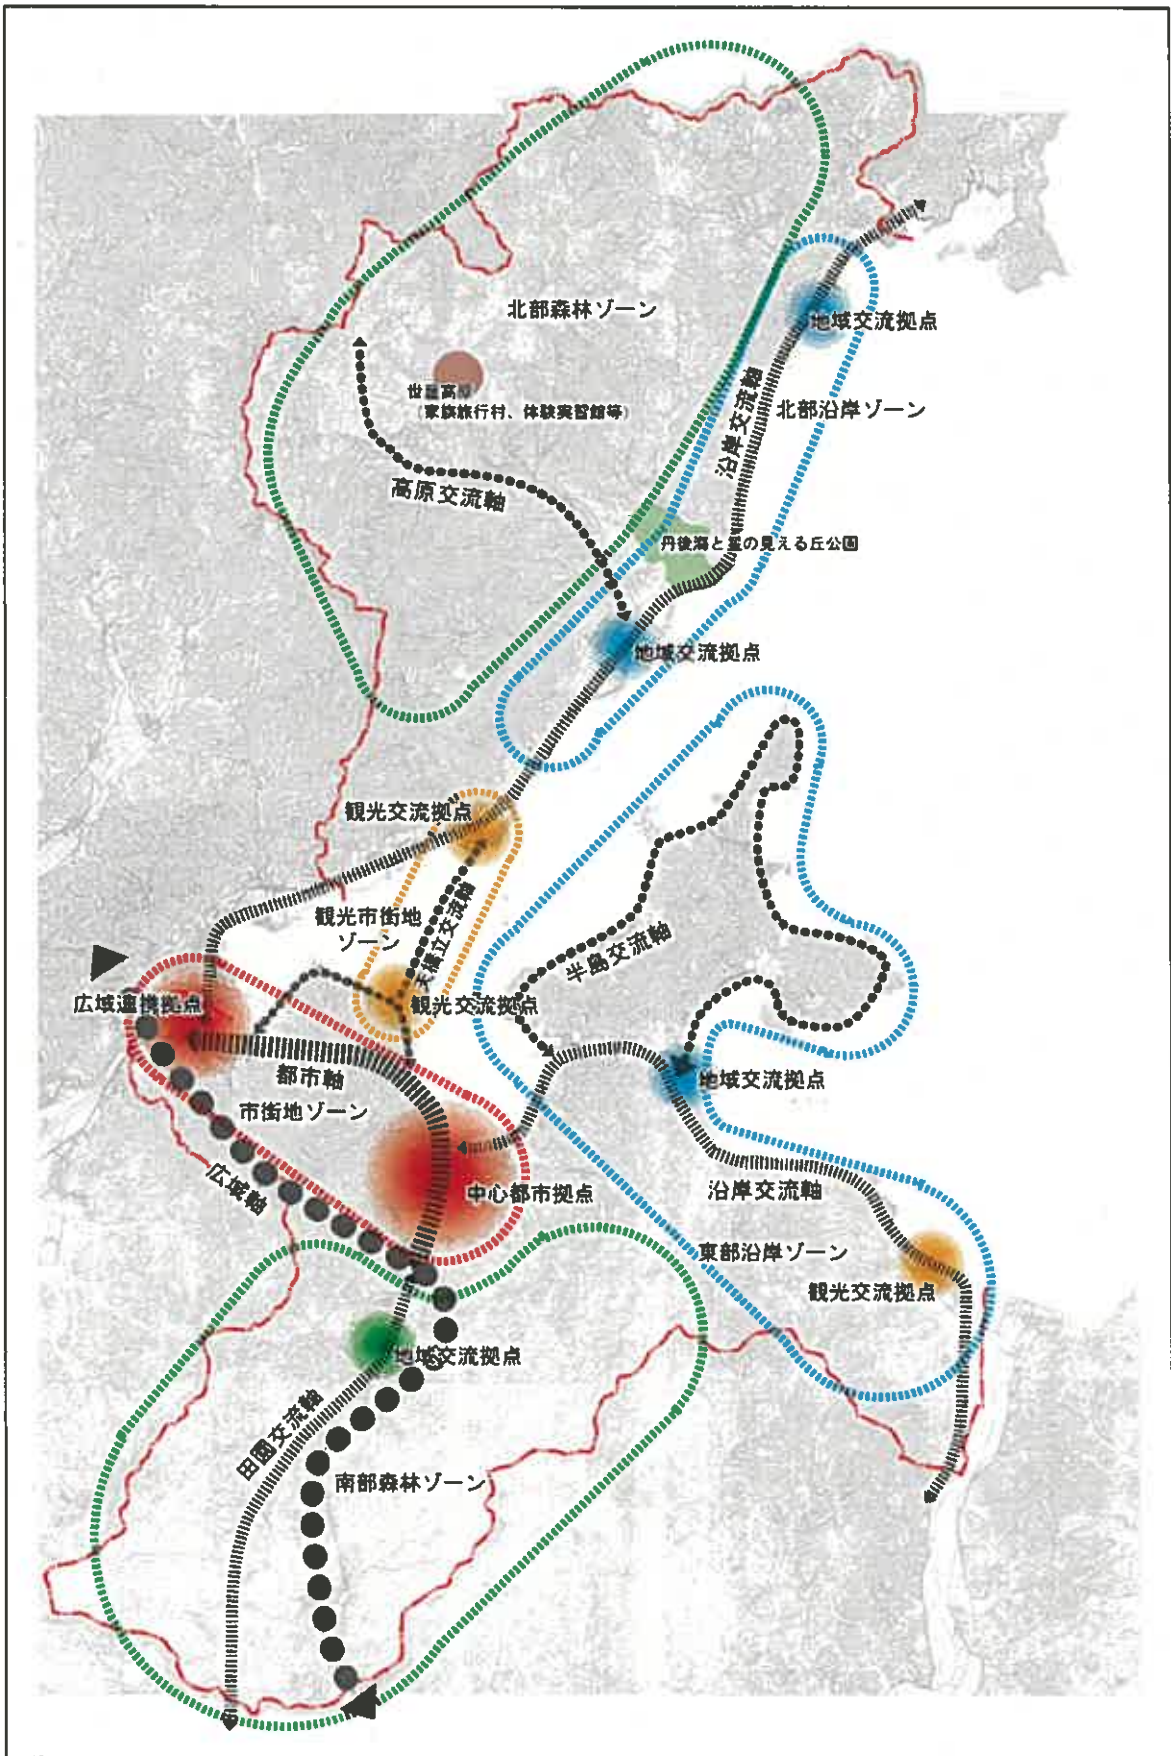 北部森林ゾーン
地域交流拠点
世屋高原
(家族旅行村、体験実習館等)
沿岸交流軸
北部沿岸ゾーン
高原交流軸
丹後海と星の見える丘公園
地域交流拠点
観光交流拠点
観光市街地
ゾーン
天橋立交流軸
半島交流軸
広域連携拠点
観光交流拠点
都市軸
地域交流拠点
市街地ゾーン
広域軸
中心都市拠点
沿岸交流軸
東部沿岸ゾーン
観光交流拠点
地域交流拠点
田園交流軸
南部森林ゾーン